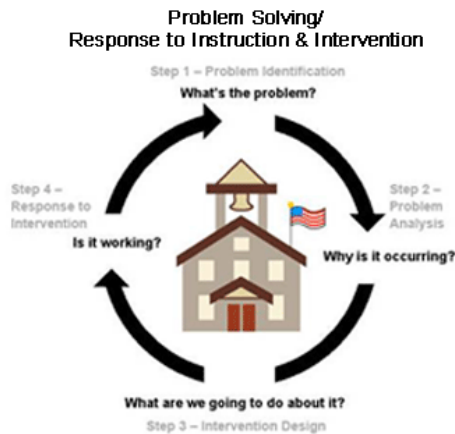 Problem Solving/
Response to Instruction & Intervention
Step 1 – Problem Identification
What's the problem?
Step 2 –
Problem
Analysis
Why is it occurring?
What are we going to do about it?
Step 3 – Intervention Design
Step 4 –
Response to
Intervention
Is it working?